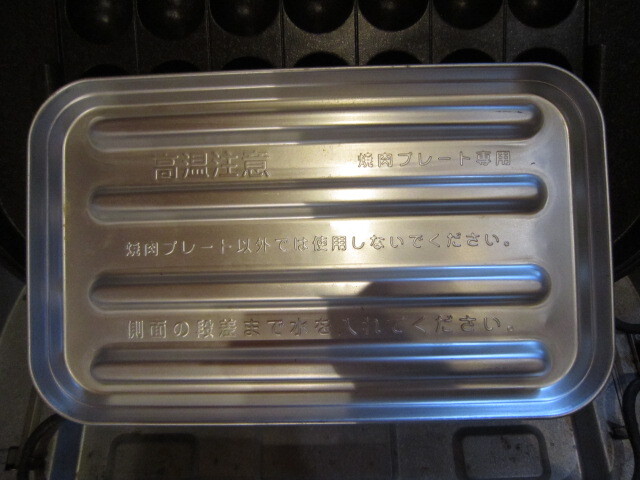 高温注意 焼肉プレート専用
焼肉プレート以外では使用しないでください。
側面の段差まで水を入れてください。